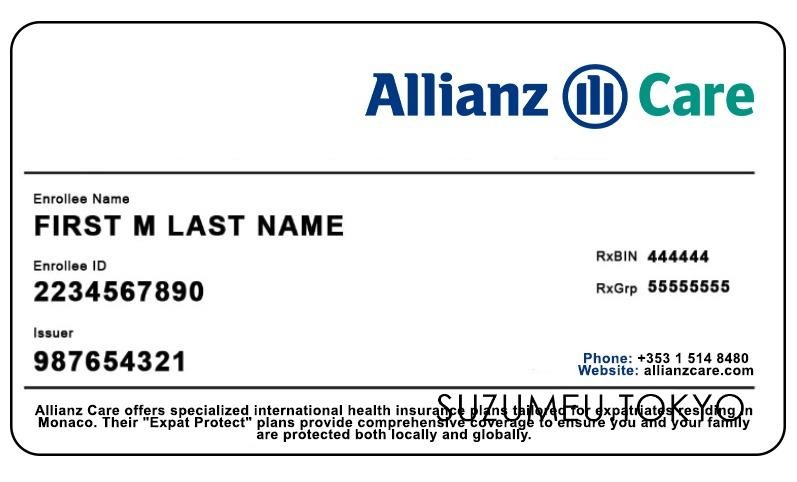 Allianz Care
Enrollee Name
FIRST M LAST NAME
Enrollee ID
2234567890
RxBIN 444444
RxGrp 55555555
Issuer
987654321
Phone: +353 1 514 8480
Website: allianzcare.com
SUZUMEU.TOKYO
Allianz Care offers specialized international health insurance plans tailored for expatriates residing in
Monaco. Their "Expat Protect" plans provide comprehensive coverage to ensure you and your family
are protected both locally and globally.